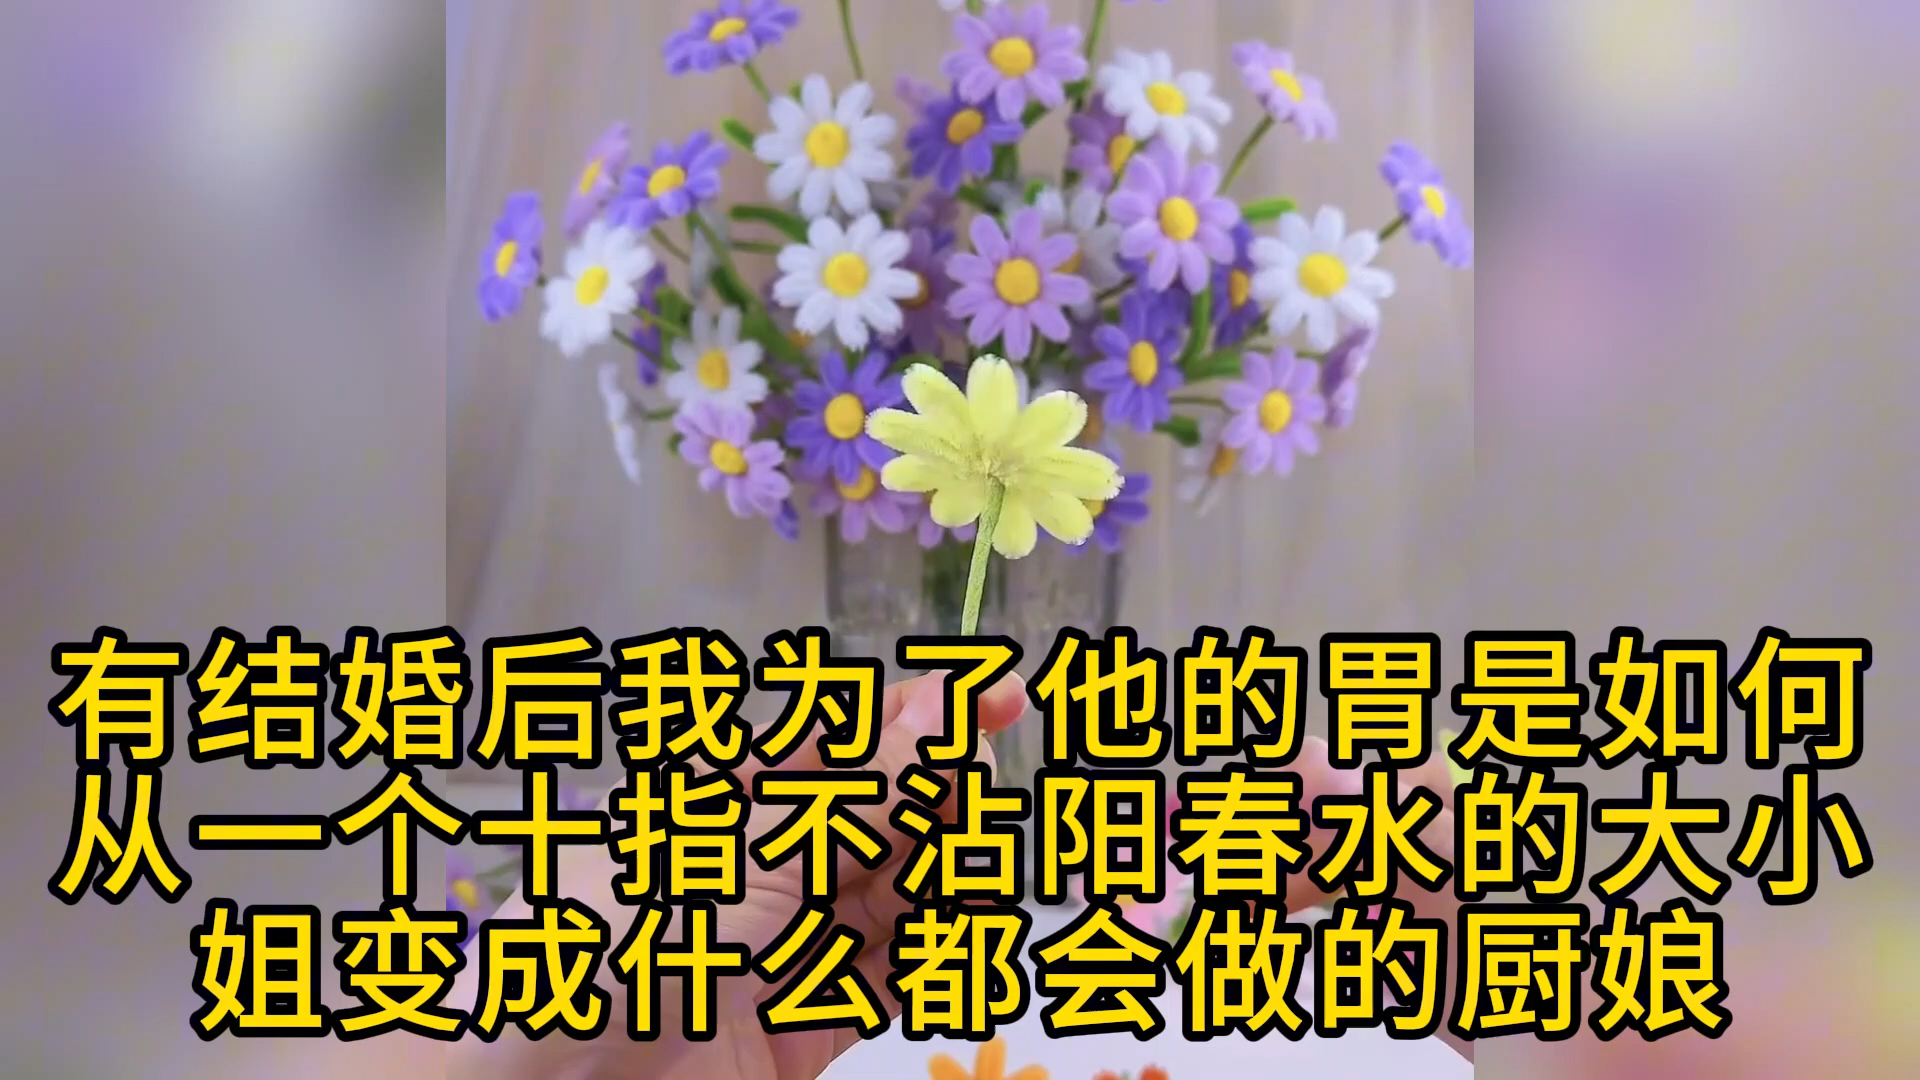 有结婚后我为了他的胃是如何
从一个十指不沾阳春水的大小
姐变成什么都会做的厨娘